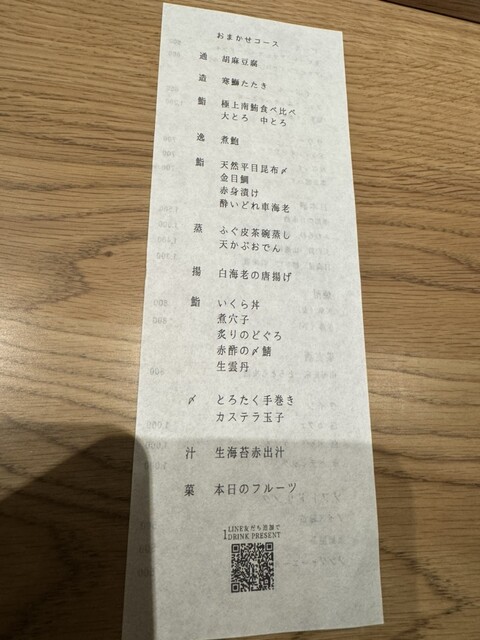 おまかせコース
通 胡麻豆腐
造 寒鰤たたき
鮨 極上南鮪食べ比べ
大とろ 中とろ
逸 煮鮑
鮨 天然平目昆布〆
金目鯛
赤身漬け
酔いどれ車海老
蒸 ふぐ皮茶碗蒸し
天かぶおでん
揚 白海老の唐揚げ
鮨 いくら丼
煮穴子
炙りのどぐろ
赤酢の〆鯖
生雲丹
〆 とろたく手巻き
カステラ玉子
汁 生海苔赤出汁
菓 本日のフルーツ
LINEお友達追加で
1DRINK PRESENT